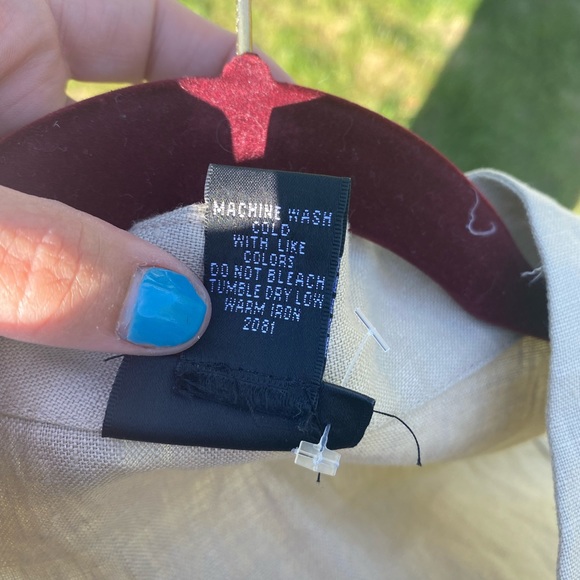 MACHINE WASH
COLD
WITH LIKE
COLORS
DO NOT BLEACH
TUMBLE DRY LOW
WARM IRON
2081